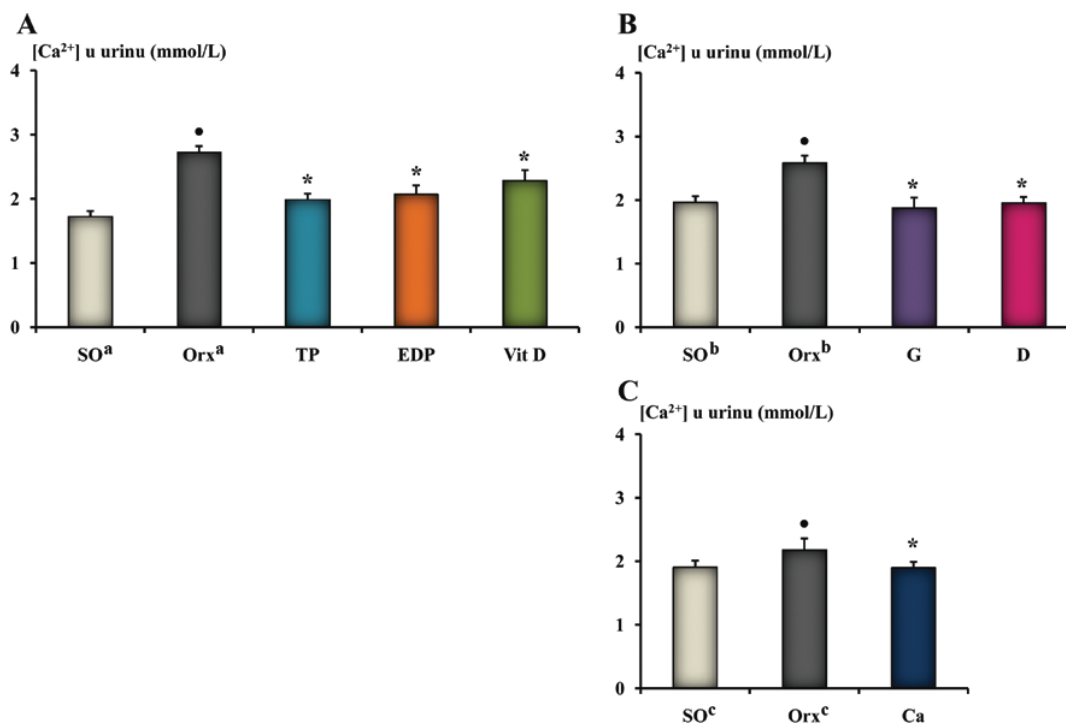 A
[Ca²⁺] u urinu (mmol/L)
4
3
2
1
0
•
*
*
*
SOᵃ Orxᵃ TP EDP Vit D
B
[Ca²⁺] u urinu (mmol/L)
4
3
2
1
0
•
*
*
SOᵇ Orxᵇ G D
C
[Ca²⁺] u urinu (mmol/L)
4
3
2
1
0
•
*
SOᶜ Orxᶜ Ca